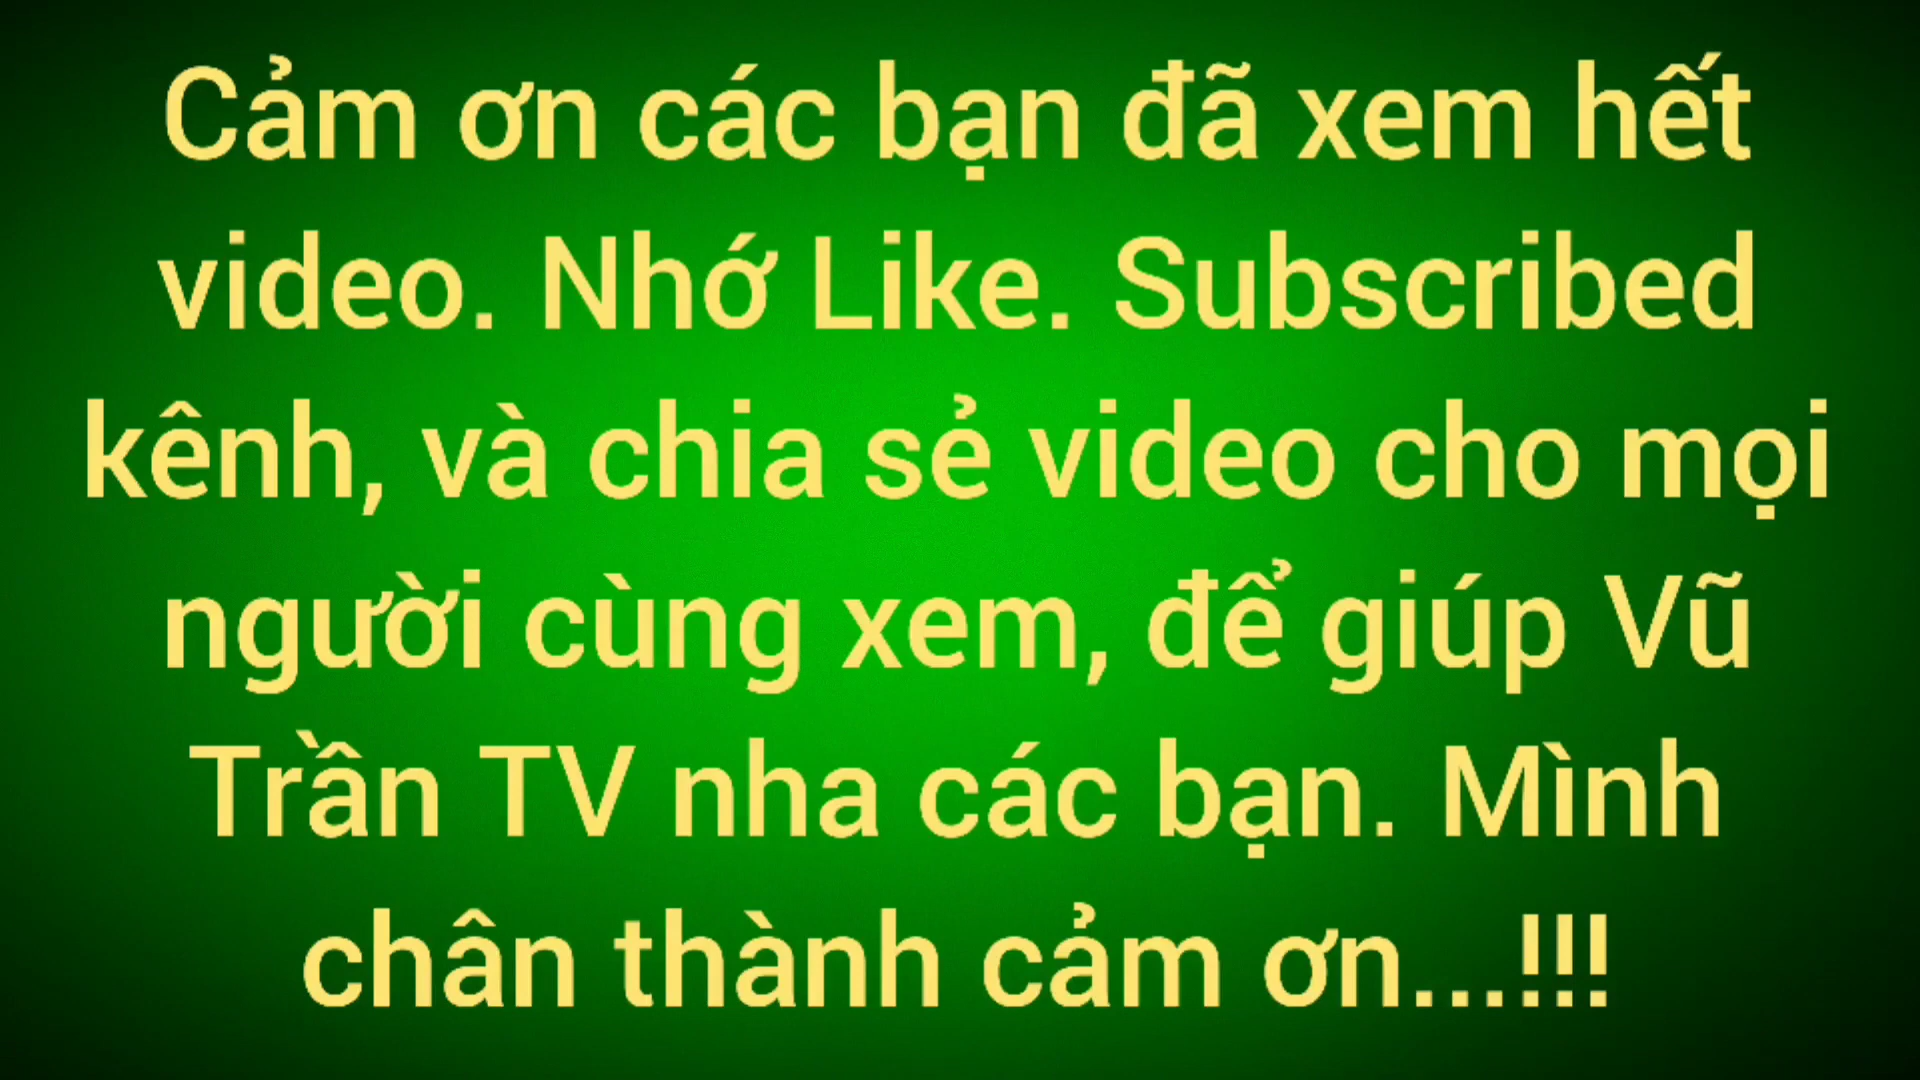 Cảm ơn các bạn đã xem hết
video. Nhớ Like. Subscribed
kênh, và chia sẻ video cho mọi
người cùng xem, để giúp Vũ
Trần TV nha các bạn. Mình
chân thành cảm ơn...!!!